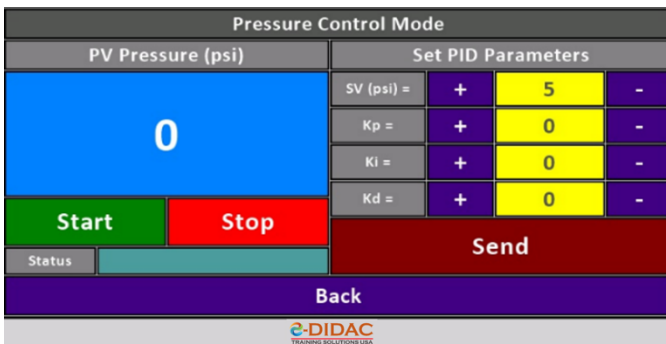 Pressure Control Mode
PV Pressure (psi)
Set PID Parameters
0
SV (psi) = + 5 -
Kp = + 0 -
Ki = + 0 -
Kd = + 0 -
Start Stop
Send
Status
Back
e-DIDAC
TRAINING SOLUTIONS USA